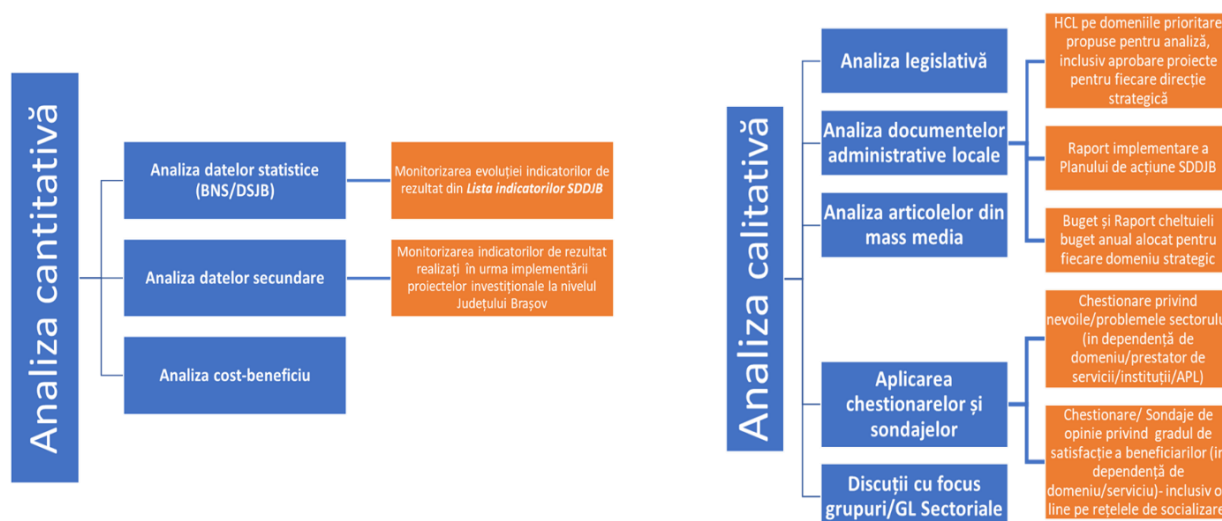 Analiza cantitativă
Analiza datelor statistice
(BNS/DSJB)
Monitorizarea evoluției indicatorilor de
rezultat din Lista indicatorilor SDDJB
Analiza datelor secundare
Monitorizarea indicatorilor de rezultat
realizați în urma implementării
proiectelor investiționale la nivelul
Județului Brașov
Analiza cost-beneficiu
Analiza calitativă
Analiza legislativă
Analiza documentelor
administrative locale
HCL pe domeniile prioritare
propuse pentru analiză,
inclusiv aprobare proiecte
pentru fiecare direcție
strategică
Raport implementare a
Planului de acțiune SDDJB
Buget și Raport cheltuieli
buget anual alocat pentru
fiecare domeniu strategic
Analiza articolelor din
mass media
Aplicarea
chestionarelor și
sondajelor
Chestionare privind
nevoile/problemele sectorulu
(in dependență de
domeniu/prestator de
servicii/instituții/APL)
Chestionare/ Sondaje de
opinie privind gradul de
satisfacție a beneficiarilor (in
dependență de
domeniu/serviciu)- inclusiv o
line pe rețelele de socializare
Discuții cu focus
grupuri/GL Sectoriale